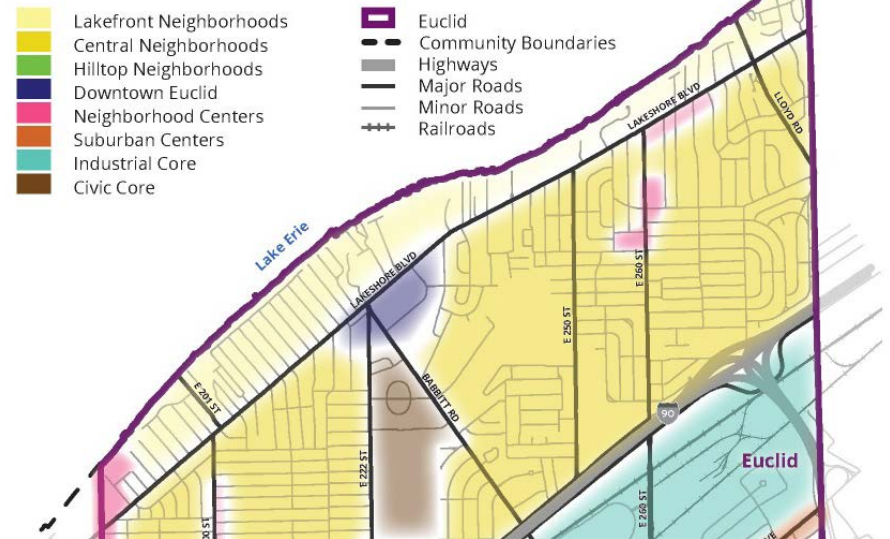 Lakefront Neighborhoods
Central Neighborhoods
Hilltop Neighborhoods
Downtown Euclid
Neighborhood Centers
Suburban Centers
Industrial Core
Civic Core
Euclid
Community Boundaries
Highways
Major Roads
Minor Roads
Railroads
LAKESHORE BLVD
LLOYD RD
Lake Erie
LAKESHORE BLVD
E 260 ST
E 250 ST
E 201 ST
BABBITT RD
90
E 222 ST
Euclid
E 260 ST